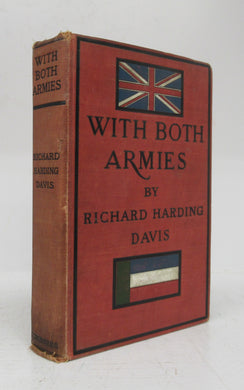 WITH
BOTH
ARMIES
RICHARD
HARDING
DAVIS
WITH BOTH
ARMIES
BY
RICHARD HARDING
DAVIS